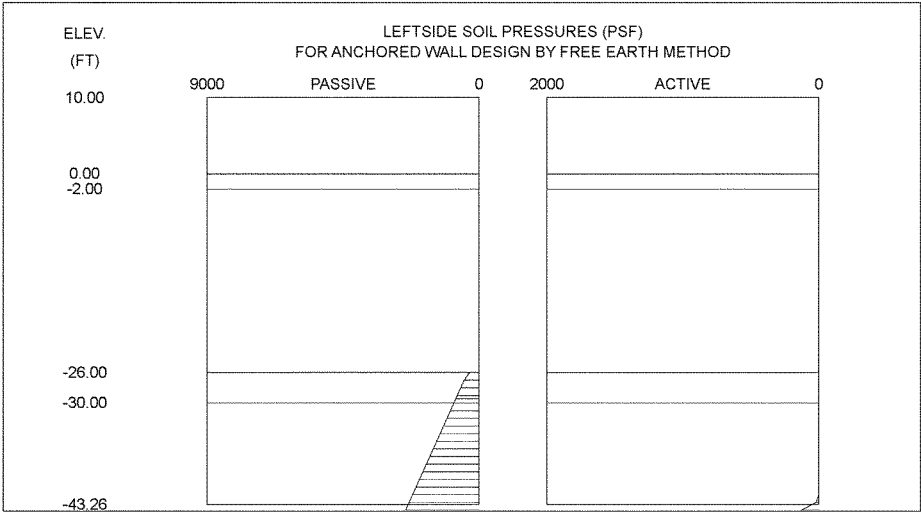 ELEV.
(FT)
LEFTSIDE SOIL PRESSURES (PSF)
FOR ANCHORED WALL DESIGN BY FREE EARTH METHOD
9000 PASSIVE 0
2000 ACTIVE 0
10.00
0.00
-2.00
-26.00
-30.00
-43.26